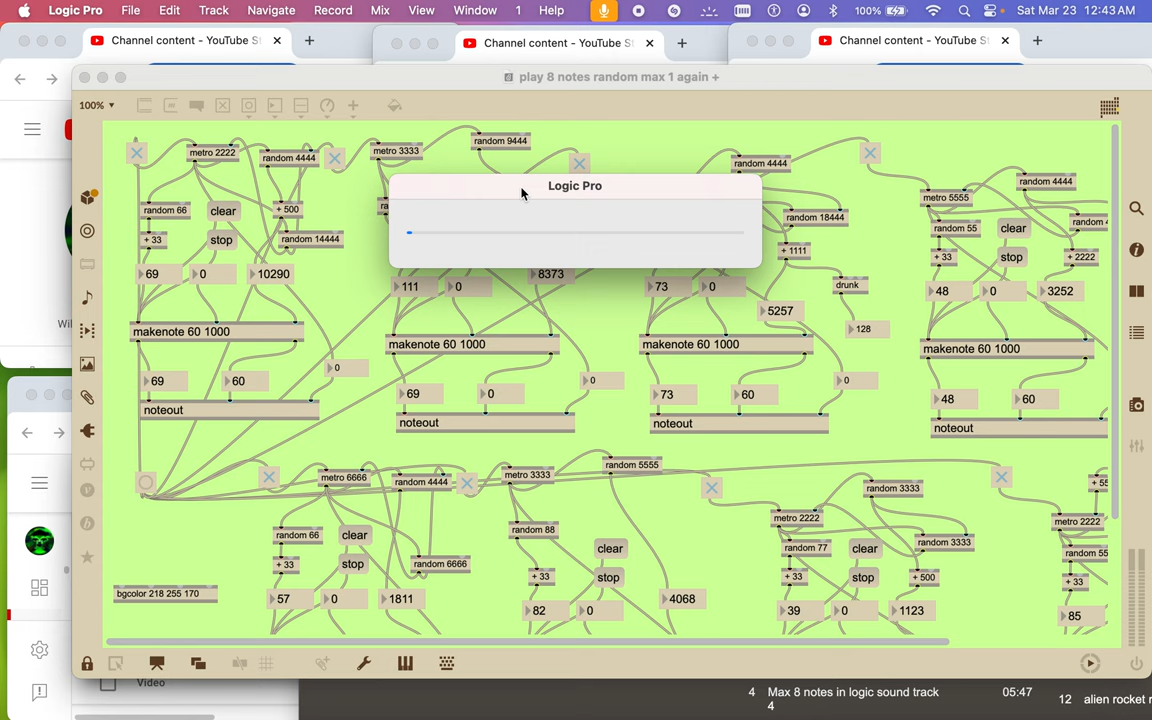 Logic Pro File Edit Track Navigate Record Mix View Window 1 Help 100% Sat Mar 23 12:43 AM
Channel content - YouTube Channel content - YouTube Channel content - YouTube
play 8 notes random max 1 again +
100%
random 9444
metro 2222 random 4444 metro 3333 random 4444
Logic Pro
random 4444
metro 5555
random 66 clear + 500 random 18444 random 55 clear
+ 33 stop random 14444 + 1111 + 33 stop + 2222
69 0 10290 111 0 8373 73 0 drunk 48 0 3252
5257
128
makenote 60 1000 makenote 60 1000 makenote 60 1000 makenote 60 1000
0
69 60 69 0 0 73 60 0 48 60
noteout noteout noteout noteout
random 5555
metro 6666 random 4444 metro 3333 random 3333
metro 2222 metro 2222
random 66 clear random 88 random 77 clear random 3333 random 55
+ 33 stop random 6666 + 33 clear stop + 33 stop + 500 + 33
bgcolor 218 255 170
57 0 1811 82 0 4068 39 0 1123 85
Video
4 Max 8 notes in logic sound track 05:47 12 alien rocket
4